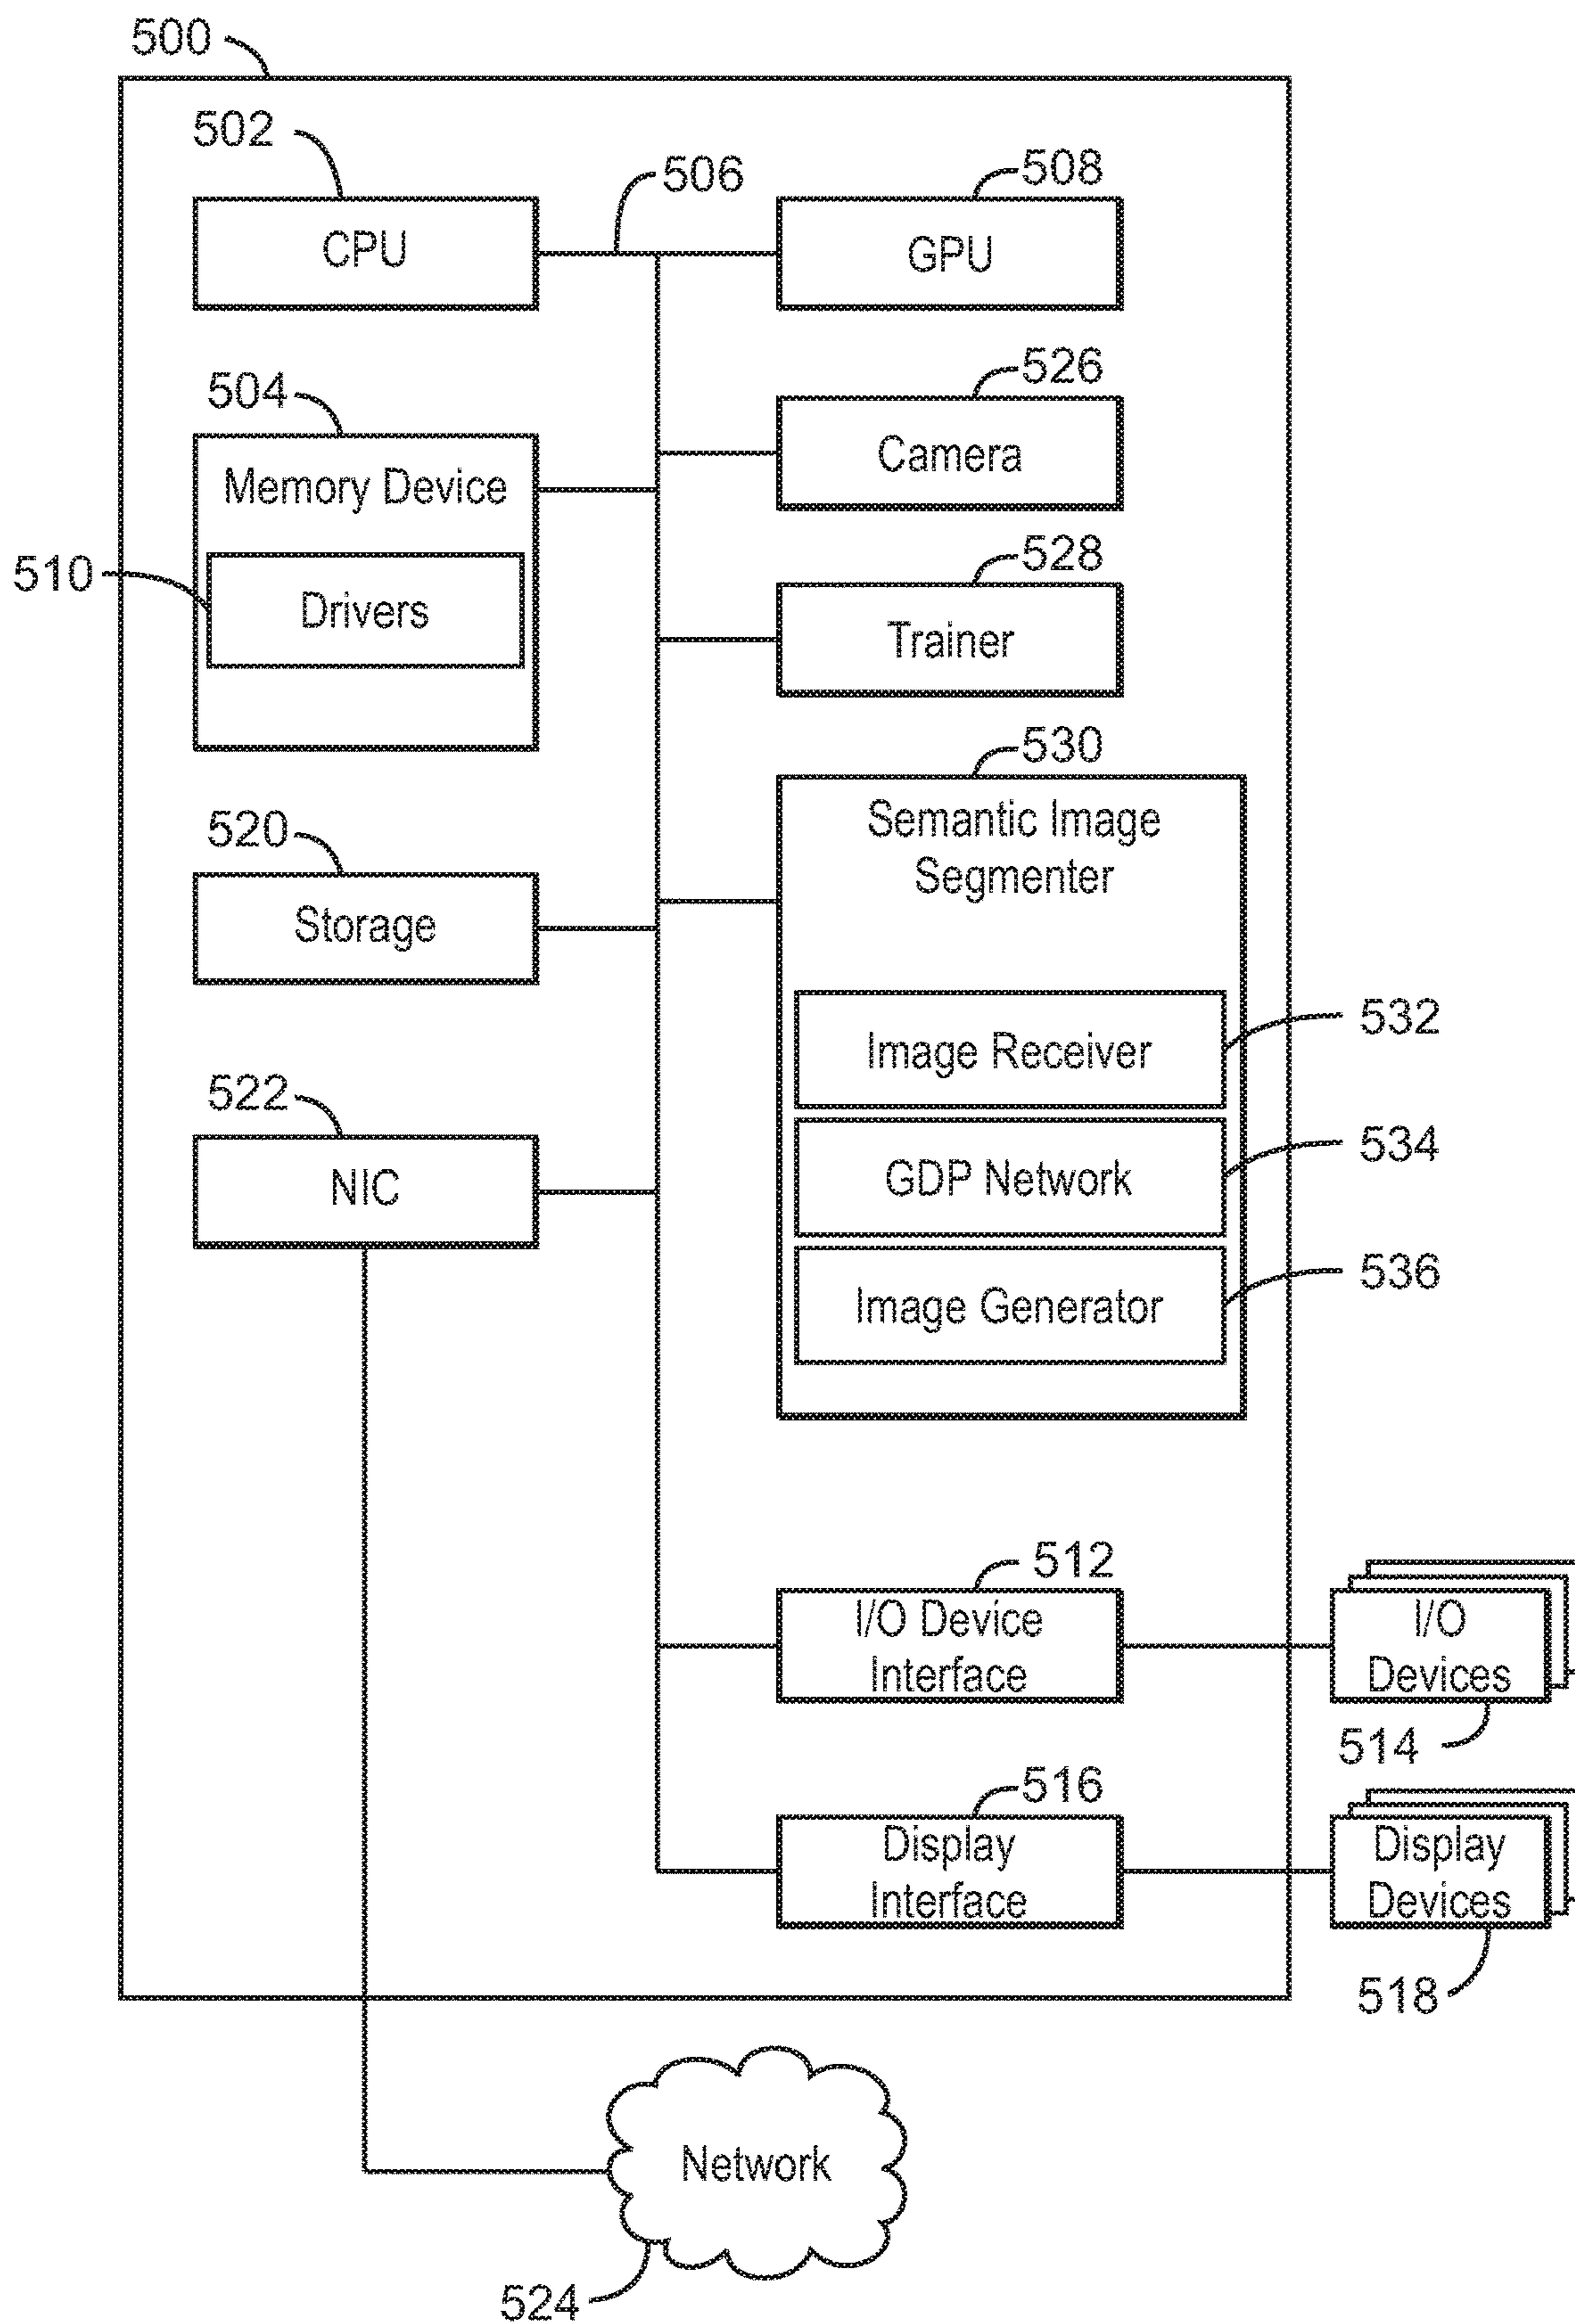 500
502
506
508
CPU
GPU
504
526
Memory Device
Camera
510
528
Drivers
Trainer
530
520
Semantic Image
Segmenter
Storage
532
Image Receiver
522
534
NIC
GDP Network
536
Image Generator
512
I/O Device
Interface
I/O
Devices
514
516
Display
Interface
Display
Devices
518
Network
524